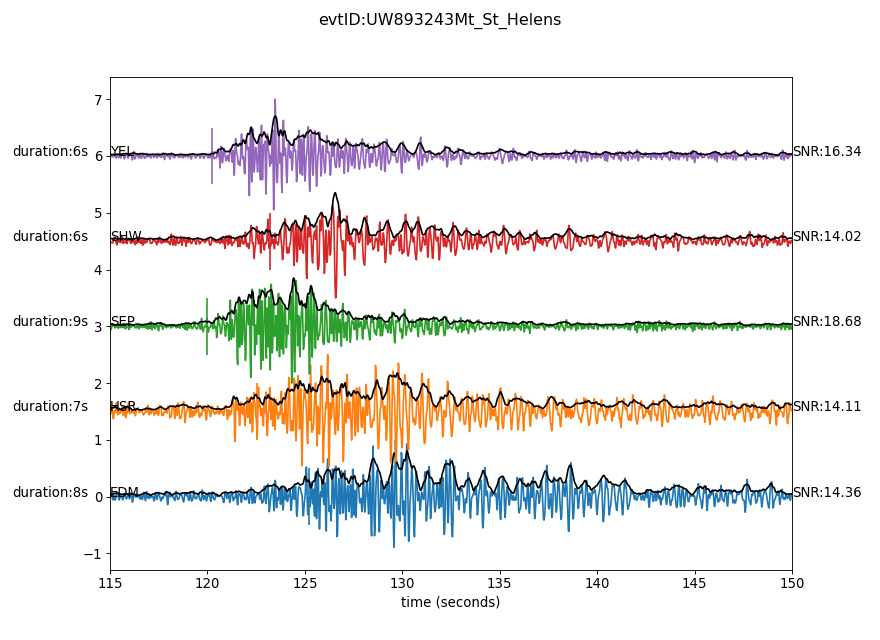 evtID:UW893243Mt_St_Helens
7
duration:6s YEL SNR:16.34
6
5
duration:6s SHW SNR:14.02
4
duration:9s SEP SNR:18.68
3
2
duration:7s HSR SNR:14.11
1
duration:8s EDM SNR:14.36
0
−1
115 120 125 130 135 140 145 150
time (seconds)